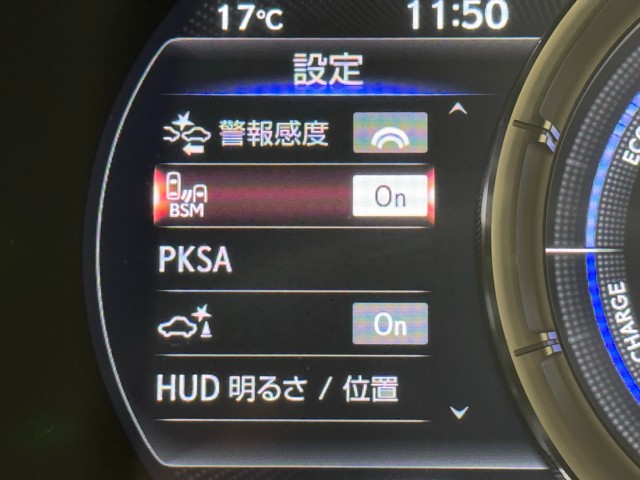 17℃ 11:50
設定
警報感度
BSM On
PKSA
On
HUD 明るさ / 位置
CHARGE